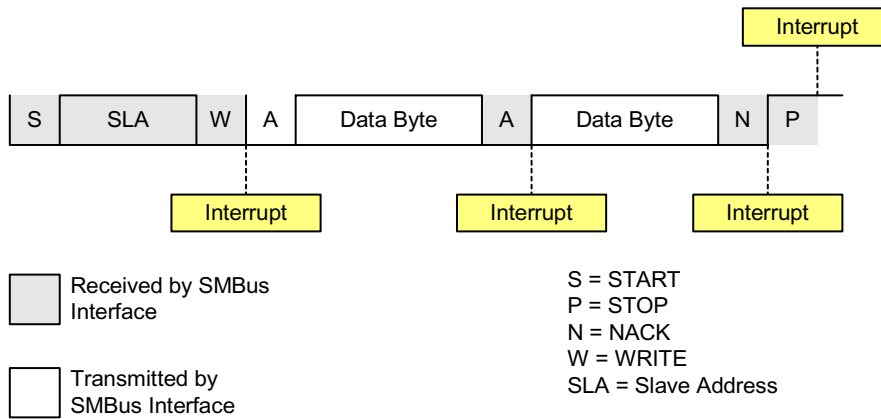 Interrupt
S SLA W A Data Byte A Data Byte N P
Interrupt Interrupt Interrupt
Received by SMBus
Interface
Transmitted by
SMBus Interface
S = START
P = STOP
N = NACK
W = WRITE
SLA = Slave Address